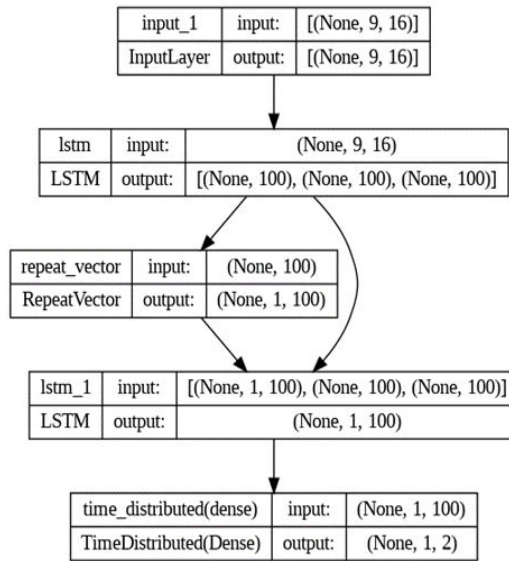 input_1 input: [(None, 9, 16)]
InputLayer output: [(None, 9, 16)]
lstm input: (None, 9, 16)
LSTM output: [(None, 100), (None, 100), (None, 100)]
repeat_vector input: (None, 100)
RepeatVector output: (None, 1, 100)
lstm_1 input: [(None, 1, 100), (None, 100), (None, 100)]
LSTM output: (None, 1, 100)
time_distributed(dense) input: (None, 1, 100)
TimeDistributed(Dense) output: (None, 1, 2)